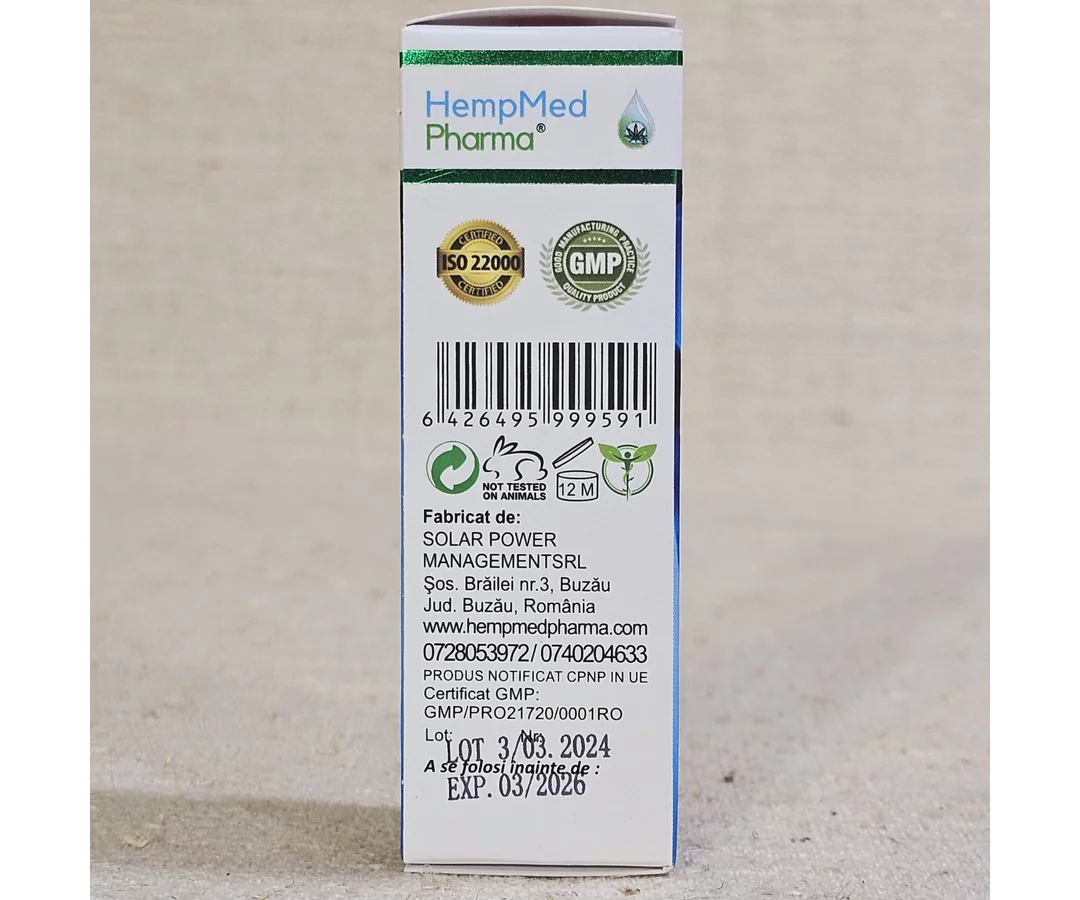 HempMed
Pharma®
CERTIFIED
ISO 22000
CERTIFIED
GOOD MANUFACTURING PRACTICE
GMP
QUALITY PRODUCT
6 426495 999591
NOT TESTED
ON ANIMALS
12 M
Fabricat de:
SOLAR POWER
MANAGEMENTSRL
Şos. Brăilei nr.3, Buzău
Jud. Buzău, România
www.hempmedpharma.com
0728053972/ 0740204633
PRODUS NOTIFICAT CPNP IN UE
Certificat GMP:
GMP/PRO21720/0001RO
Lot: Nr:
LOT 3/03. 2024
A se folosi înainte de :
EXP. 03/2026